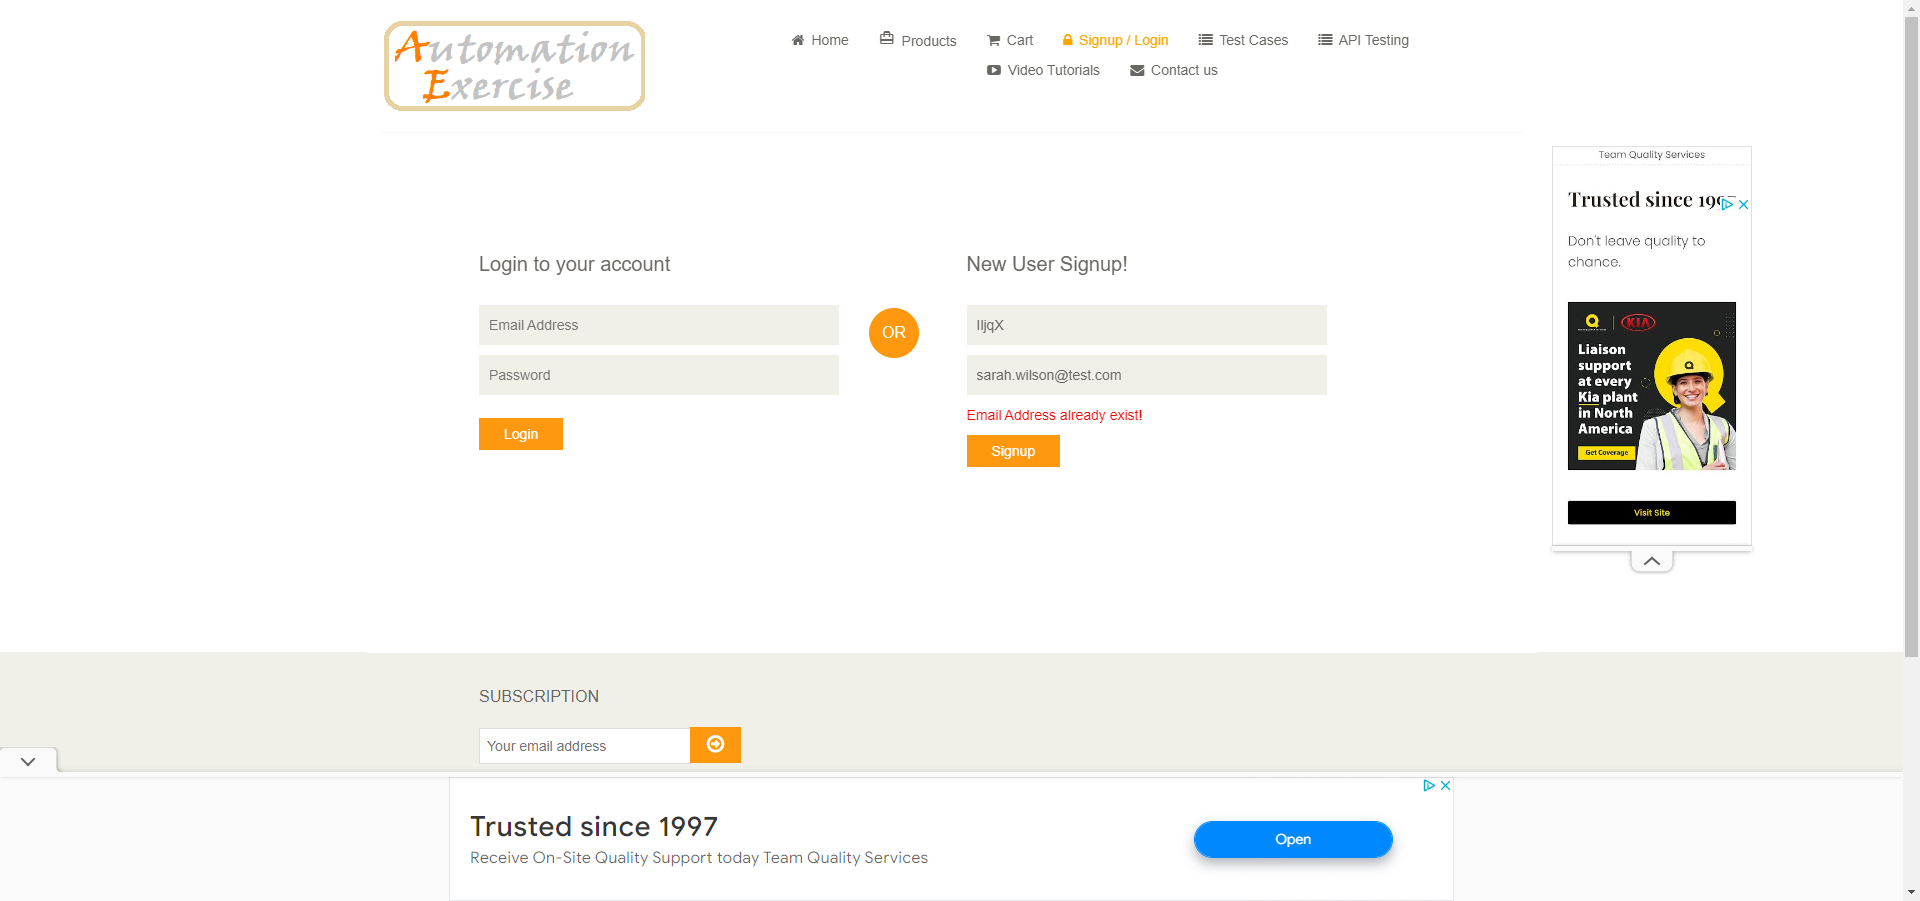 Automation
Exercise
Home
Products
Cart
Signup / Login
Test Cases
API Testing
Video Tutorials
Contact us
Team Quality Services
Trusted since 1997
Don't leave quality to
chance.
KIA
Liaison
support
at every
Kia plant
in North
America
Get Coverage
Visit Site
Login to your account
Email Address
Password
Login
OR
New User Signup!
IljqX
sarah.wilson@test.com
Email Address already exist!
Signup
SUBSCRIPTION
Your email address
Trusted since 1997
Receive On-Site Quality Support today Team Quality Services
Open